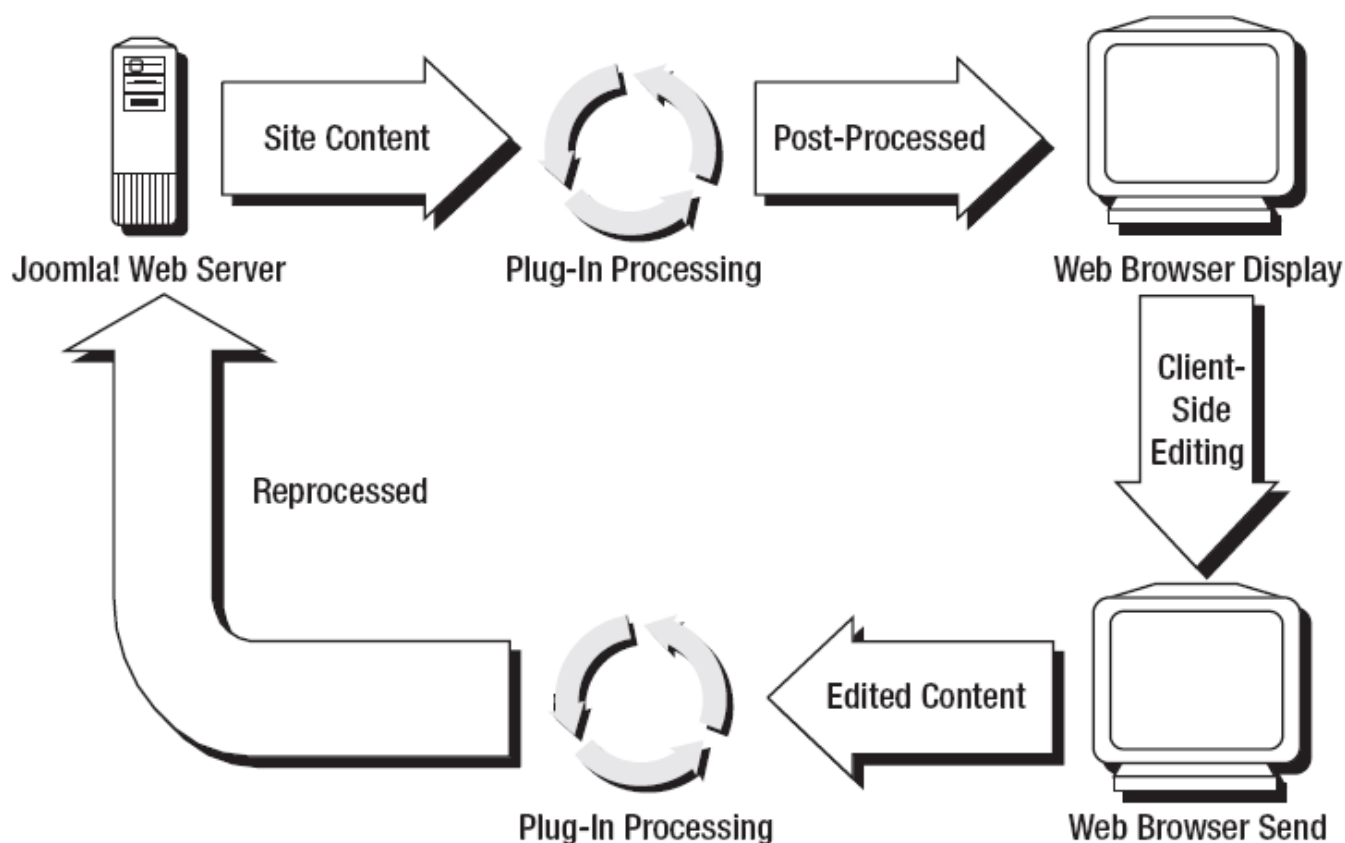 Site Content
Post-Processed
Joomla! Web Server
Plug-In Processing
Web Browser Display
Client-
Side
Editing
Reprocessed
Edited Content
Plug-In Processing
Web Browser Send